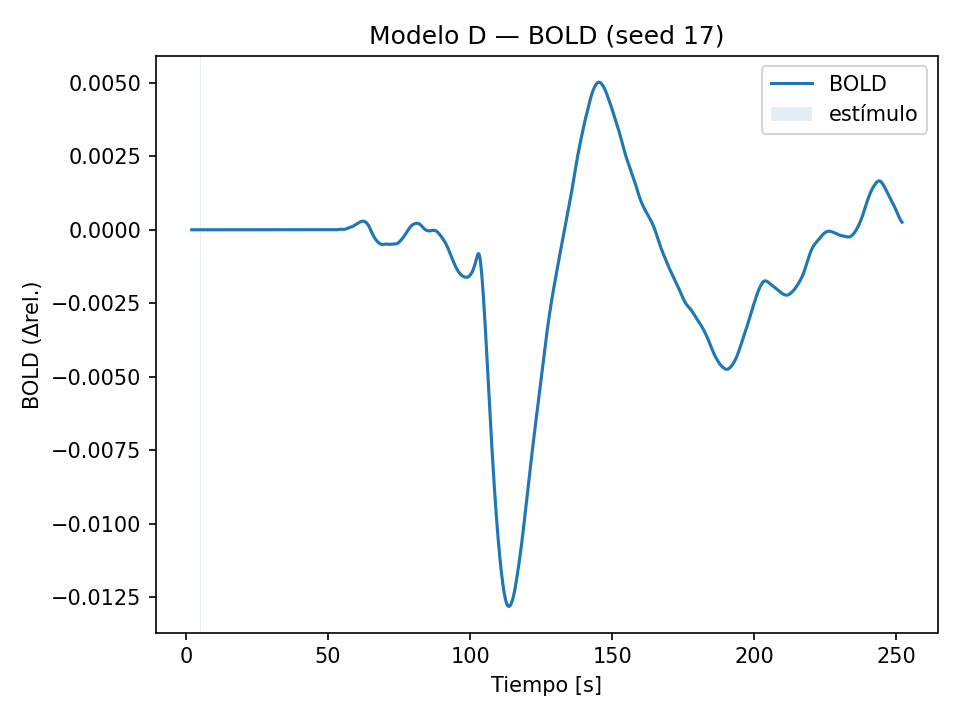 Modelo D — BOLD (seed 17)
BOLD
estímulo
0.0050
0.0025
0.0000
−0.0025
−0.0050
−0.0075
−0.0100
−0.0125
BOLD (Δrel.)
0 50 100 150 200 250
Tiempo [s]